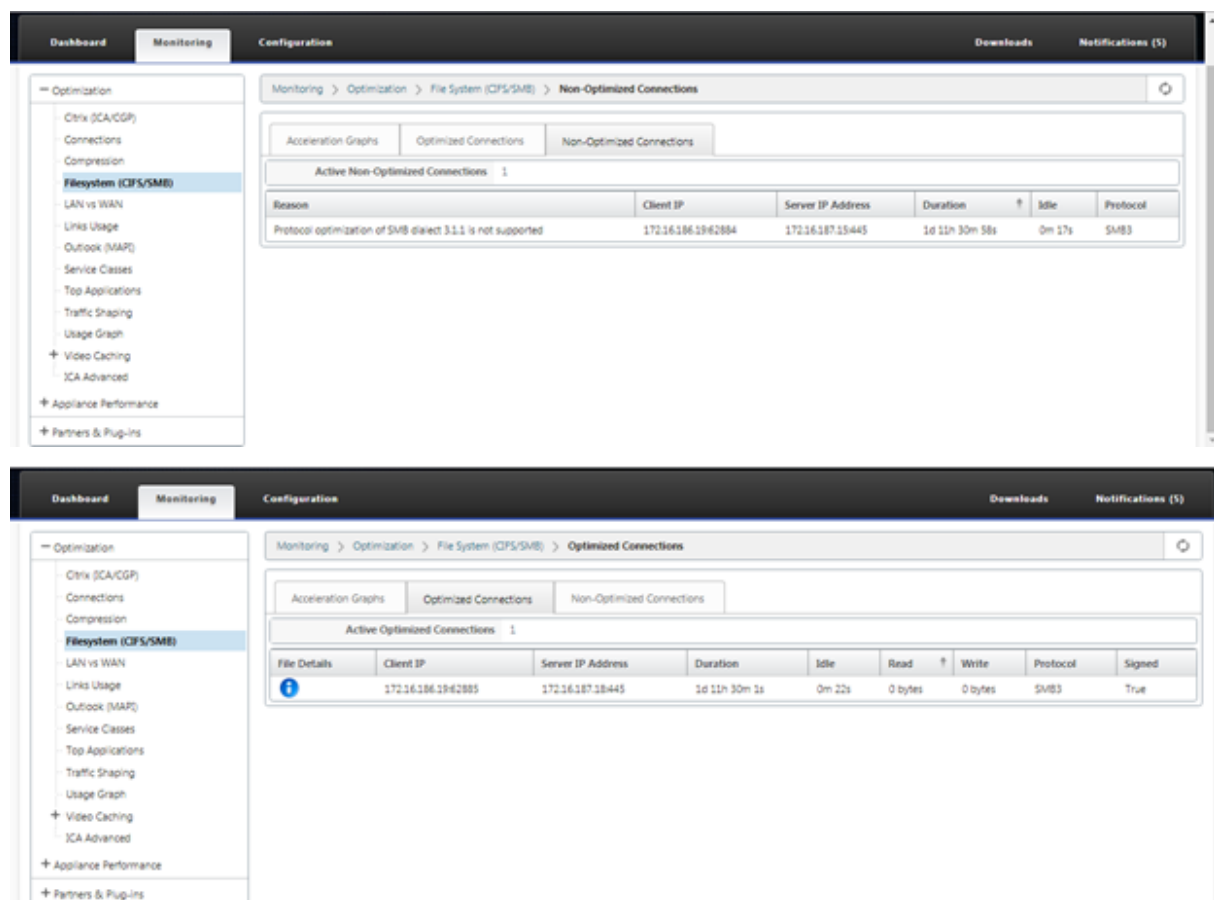 Dashboard Monitoring Configuration Downloads Notifications (5)
Optimization
Monitoring > Optimization > File System (CIFS/SMB) > Non-Optimized Connections
Citrix (ICA/CGP)
Connections
Compression
Filesystem (CIFS/SMB)
LAN vs WAN
Links Usage
Outlook (MAPI)
Service Classes
Top Applications
Traffic Shaping
Usage Graph
+ Video Caching
ICA Advanced
+ Appliance Performance
+ Partners & Plug-ins
Acceleration Graphs Optimized Connections Non-Optimized Connections
Active Non-Optimized Connections 1
Reason Client IP Server IP Address Duration ↑ Idle Protocol
Protocol optimization of SMB dialect 3.1.1 is not supported 172.16.186.19:62884 172.16.187.15:445 1d 11h 30m 58s 0m 17s SMB3
Dashboard Monitoring Configuration Downloads Notifications (5)
Optimization
Monitoring > Optimization > File System (CIFS/SMB) > Optimized Connections
Citrix (ICA/CGP)
Connections
Compression
Filesystem (CIFS/SMB)
LAN vs WAN
Links Usage
Outlook (MAPI)
Service Classes
Top Applications
Traffic Shaping
Usage Graph
+ Video Caching
ICA Advanced
+ Appliance Performance
+ Partners & Plug-ins
Acceleration Graphs Optimized Connections Non-Optimized Connections
Active Optimized Connections 1
File Details Client IP Server IP Address Duration Idle Read ↑ Write Protocol Signed
172.16.186.19:62885 172.16.187.18:445 1d 11h 30m 1s 0m 22s 0 bytes 0 bytes SMB3 True